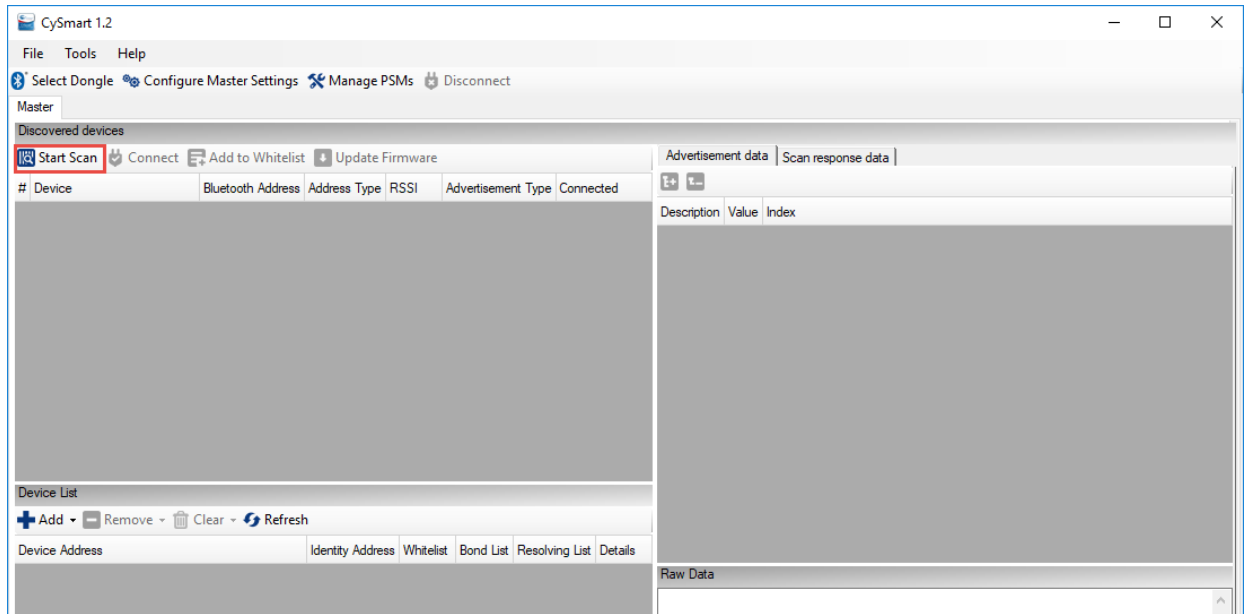 CySmart 1.2
File Tools Help
Select Dongle Configure Master Settings Manage PSMs Disconnect
Master
Discovered devices
Start Scan Connect Add to Whitelist Update Firmware
# Device Bluetooth Address Address Type RSSI Advertisement Type Connected
Advertisement data Scan response data
Description Value Index
Device List
Add Remove Clear Refresh
Device Address Identity Address Whitelist Bond List Resolving List Details
Raw Data